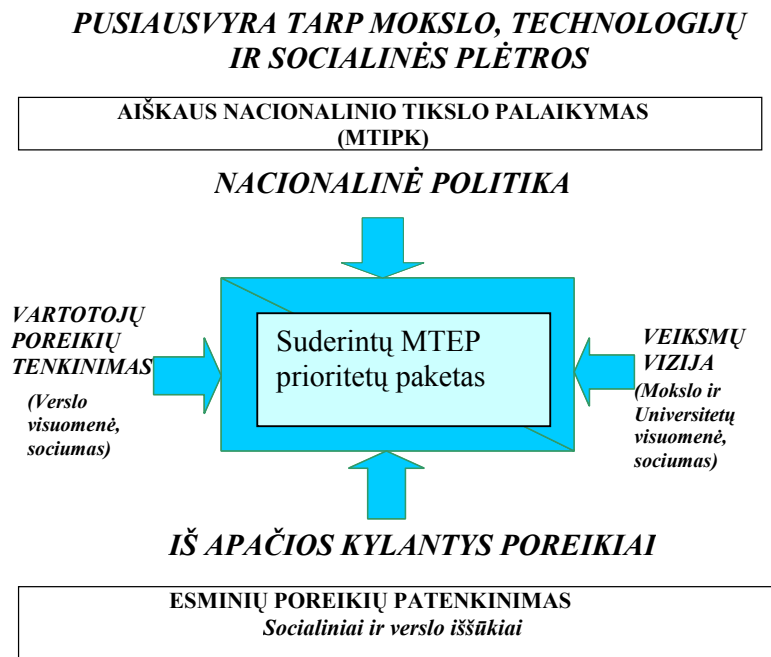 PUSIAUSVYRA TARP MOKSLO, TECHNOLOGIJŲ
IR SOCIALINĖS PLĖTROS
AIŠKAUS NACIONALINIO TIKSLO PALAIKYMAS
(MTIPK)
NACIONALINĖ POLITIKA
VARTOTOJŲ
POREIKIŲ
TENKINIMAS
(Verslo
visuomenė,
sociumas)
Suderintų MTEP
prioritetų paketas
VEIKSMŲ
VIZIJA
(Mokslo ir
Universitetų
visuomenė,
sociumas)
IŠ APAČIOS KYLANTYS POREIKIAI
ESMINIŲ POREIKIŲ PATENKINIMAS
Socialiniai ir verslo iššūkiai